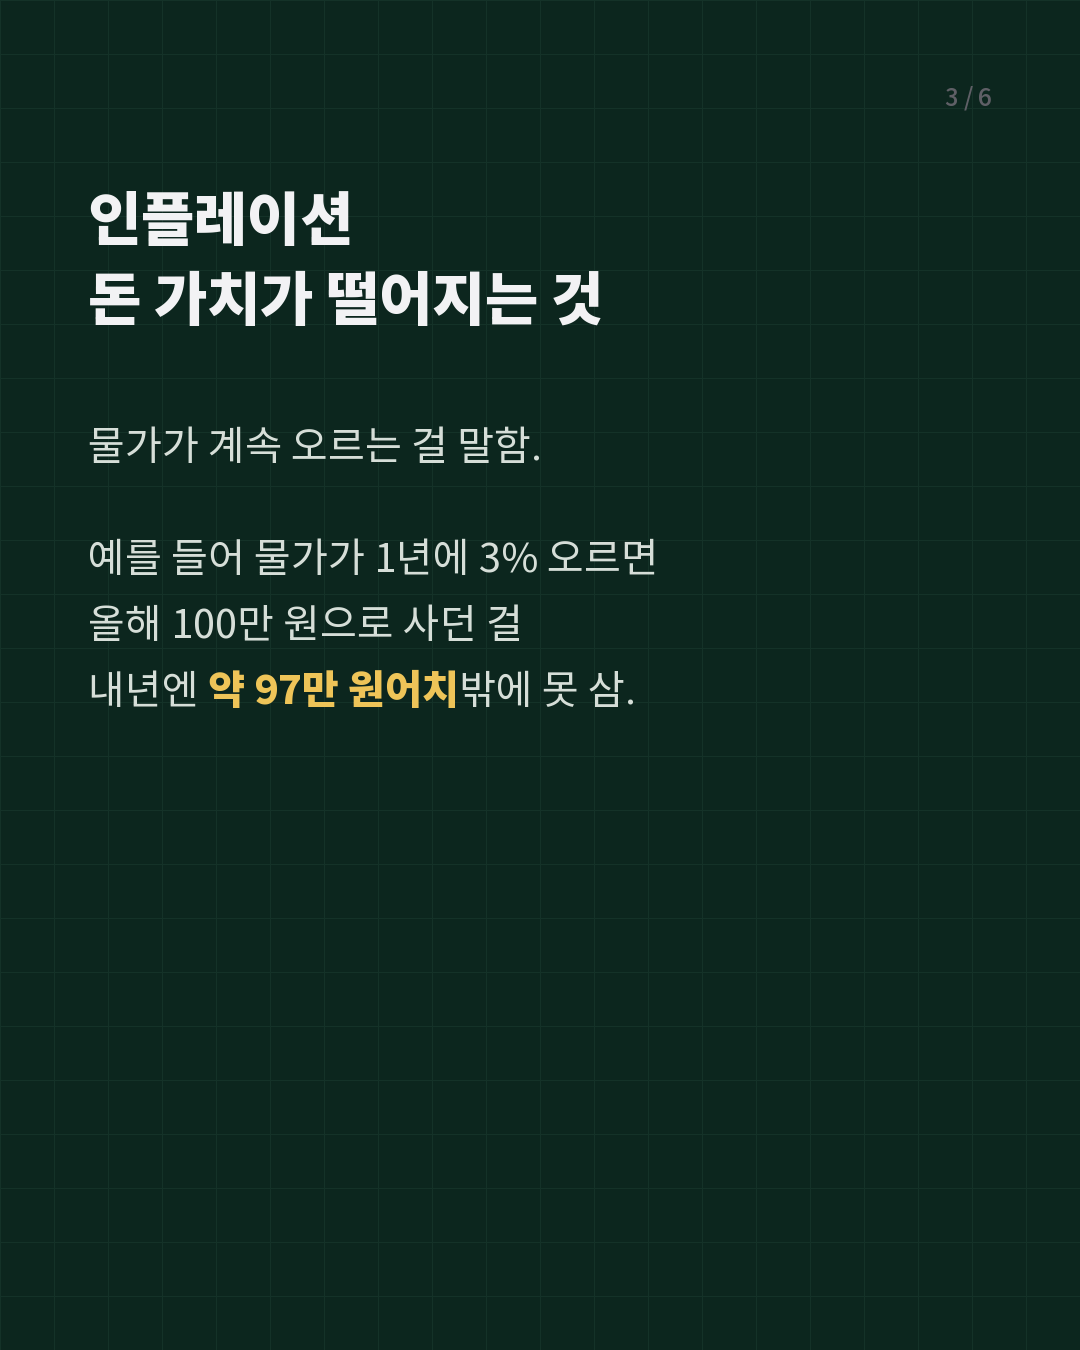 3 / 6
인플레이션
돈 가치가 떨어지는 것
물가가 계속 오르는 걸 말함.
예를 들어 물가가 1년에 3% 오르면
올해 100만 원으로 사던 걸
내년엔 약 97만 원어치밖에 못 삼.